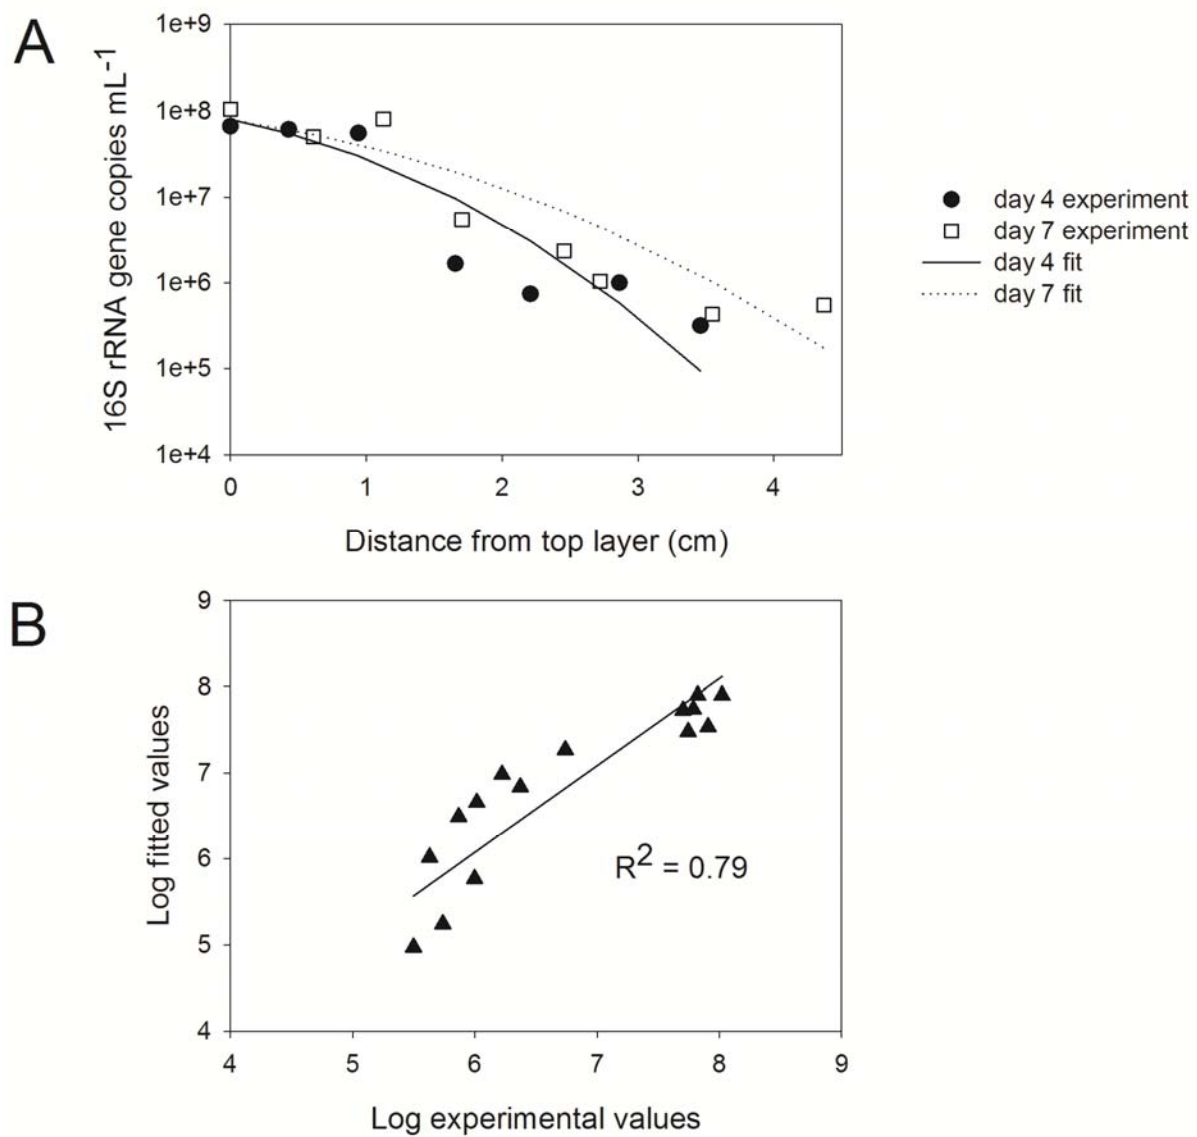 A
16S rRNA gene copies mL-1
1e+9
1e+8
1e+7
1e+6
1e+5
1e+4
0 1 2 3 4
Distance from top layer (cm)
day 4 experiment
day 7 experiment
day 4 fit
day 7 fit
B
Log fitted values
9
8
7
6
5
4
R2 = 0.79
4 5 6 7 8 9
Log experimental values